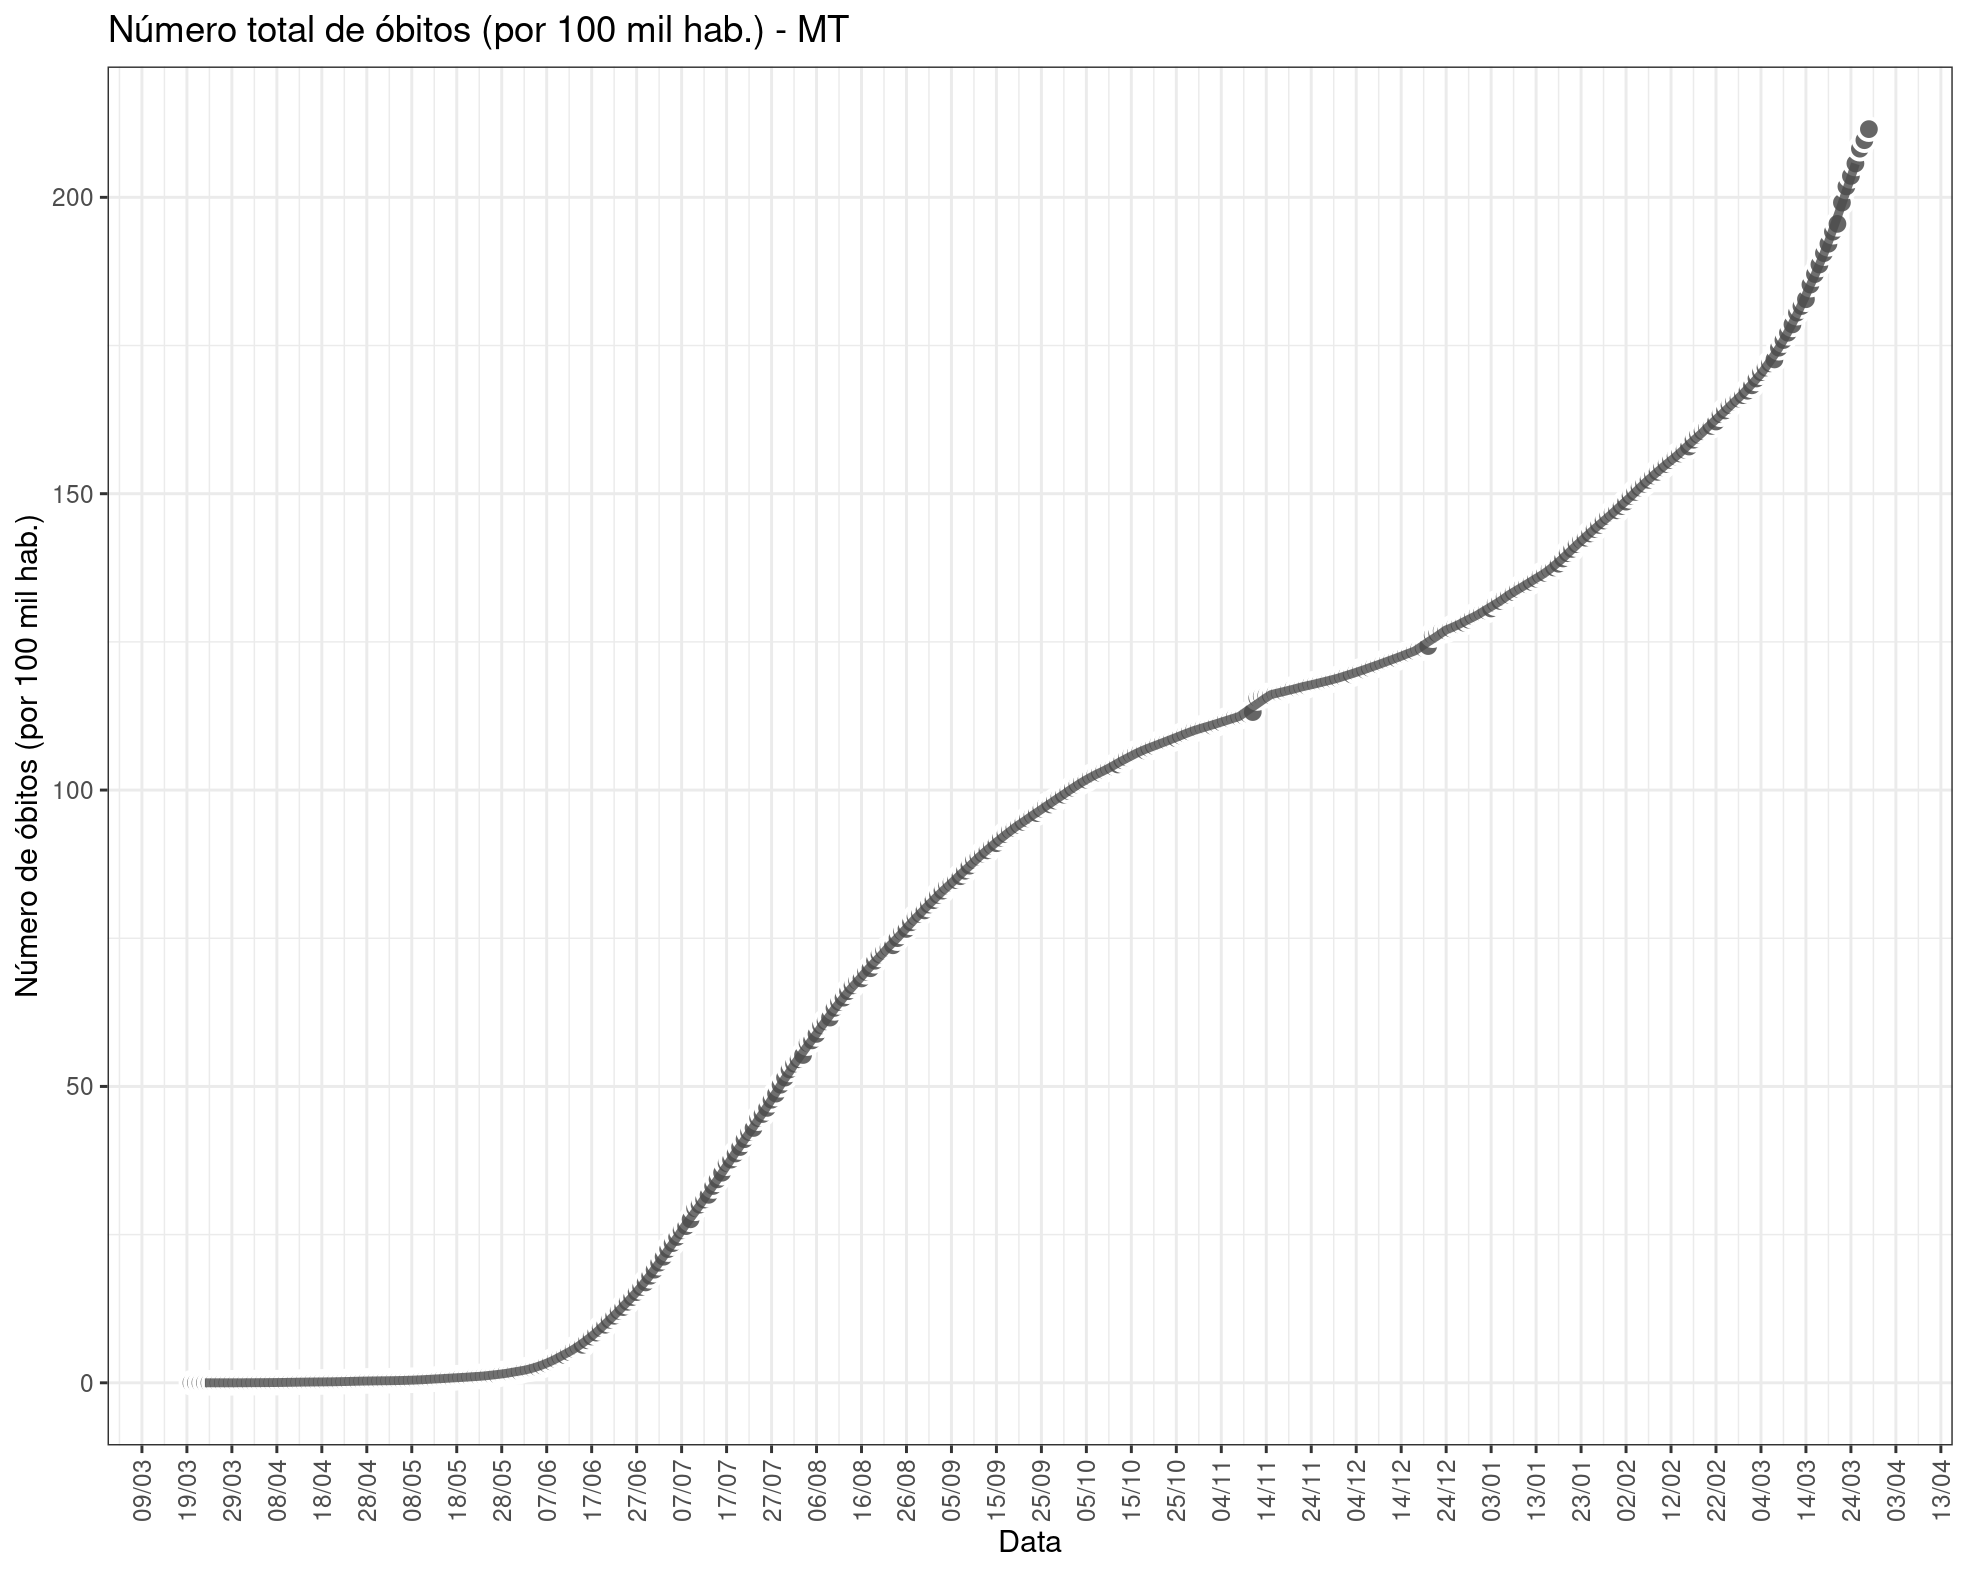 Número total de óbitos (por 100 mil hab.) - MT
Número de óbitos (por 100 mil hab.)
200
150
100
50
0
09/03 19/03 29/03 08/04 18/04 28/04 08/05 18/05 28/05 07/06 17/06 27/06 07/07 17/07 27/07 06/08 16/08 26/08 05/09 15/09 25/09 05/10 15/10 25/10 04/11 14/11 24/11 04/12 14/12 24/12 03/01 13/01 23/01 02/02 12/02 22/02 04/03 14/03 24/03 03/04 13/04
Data